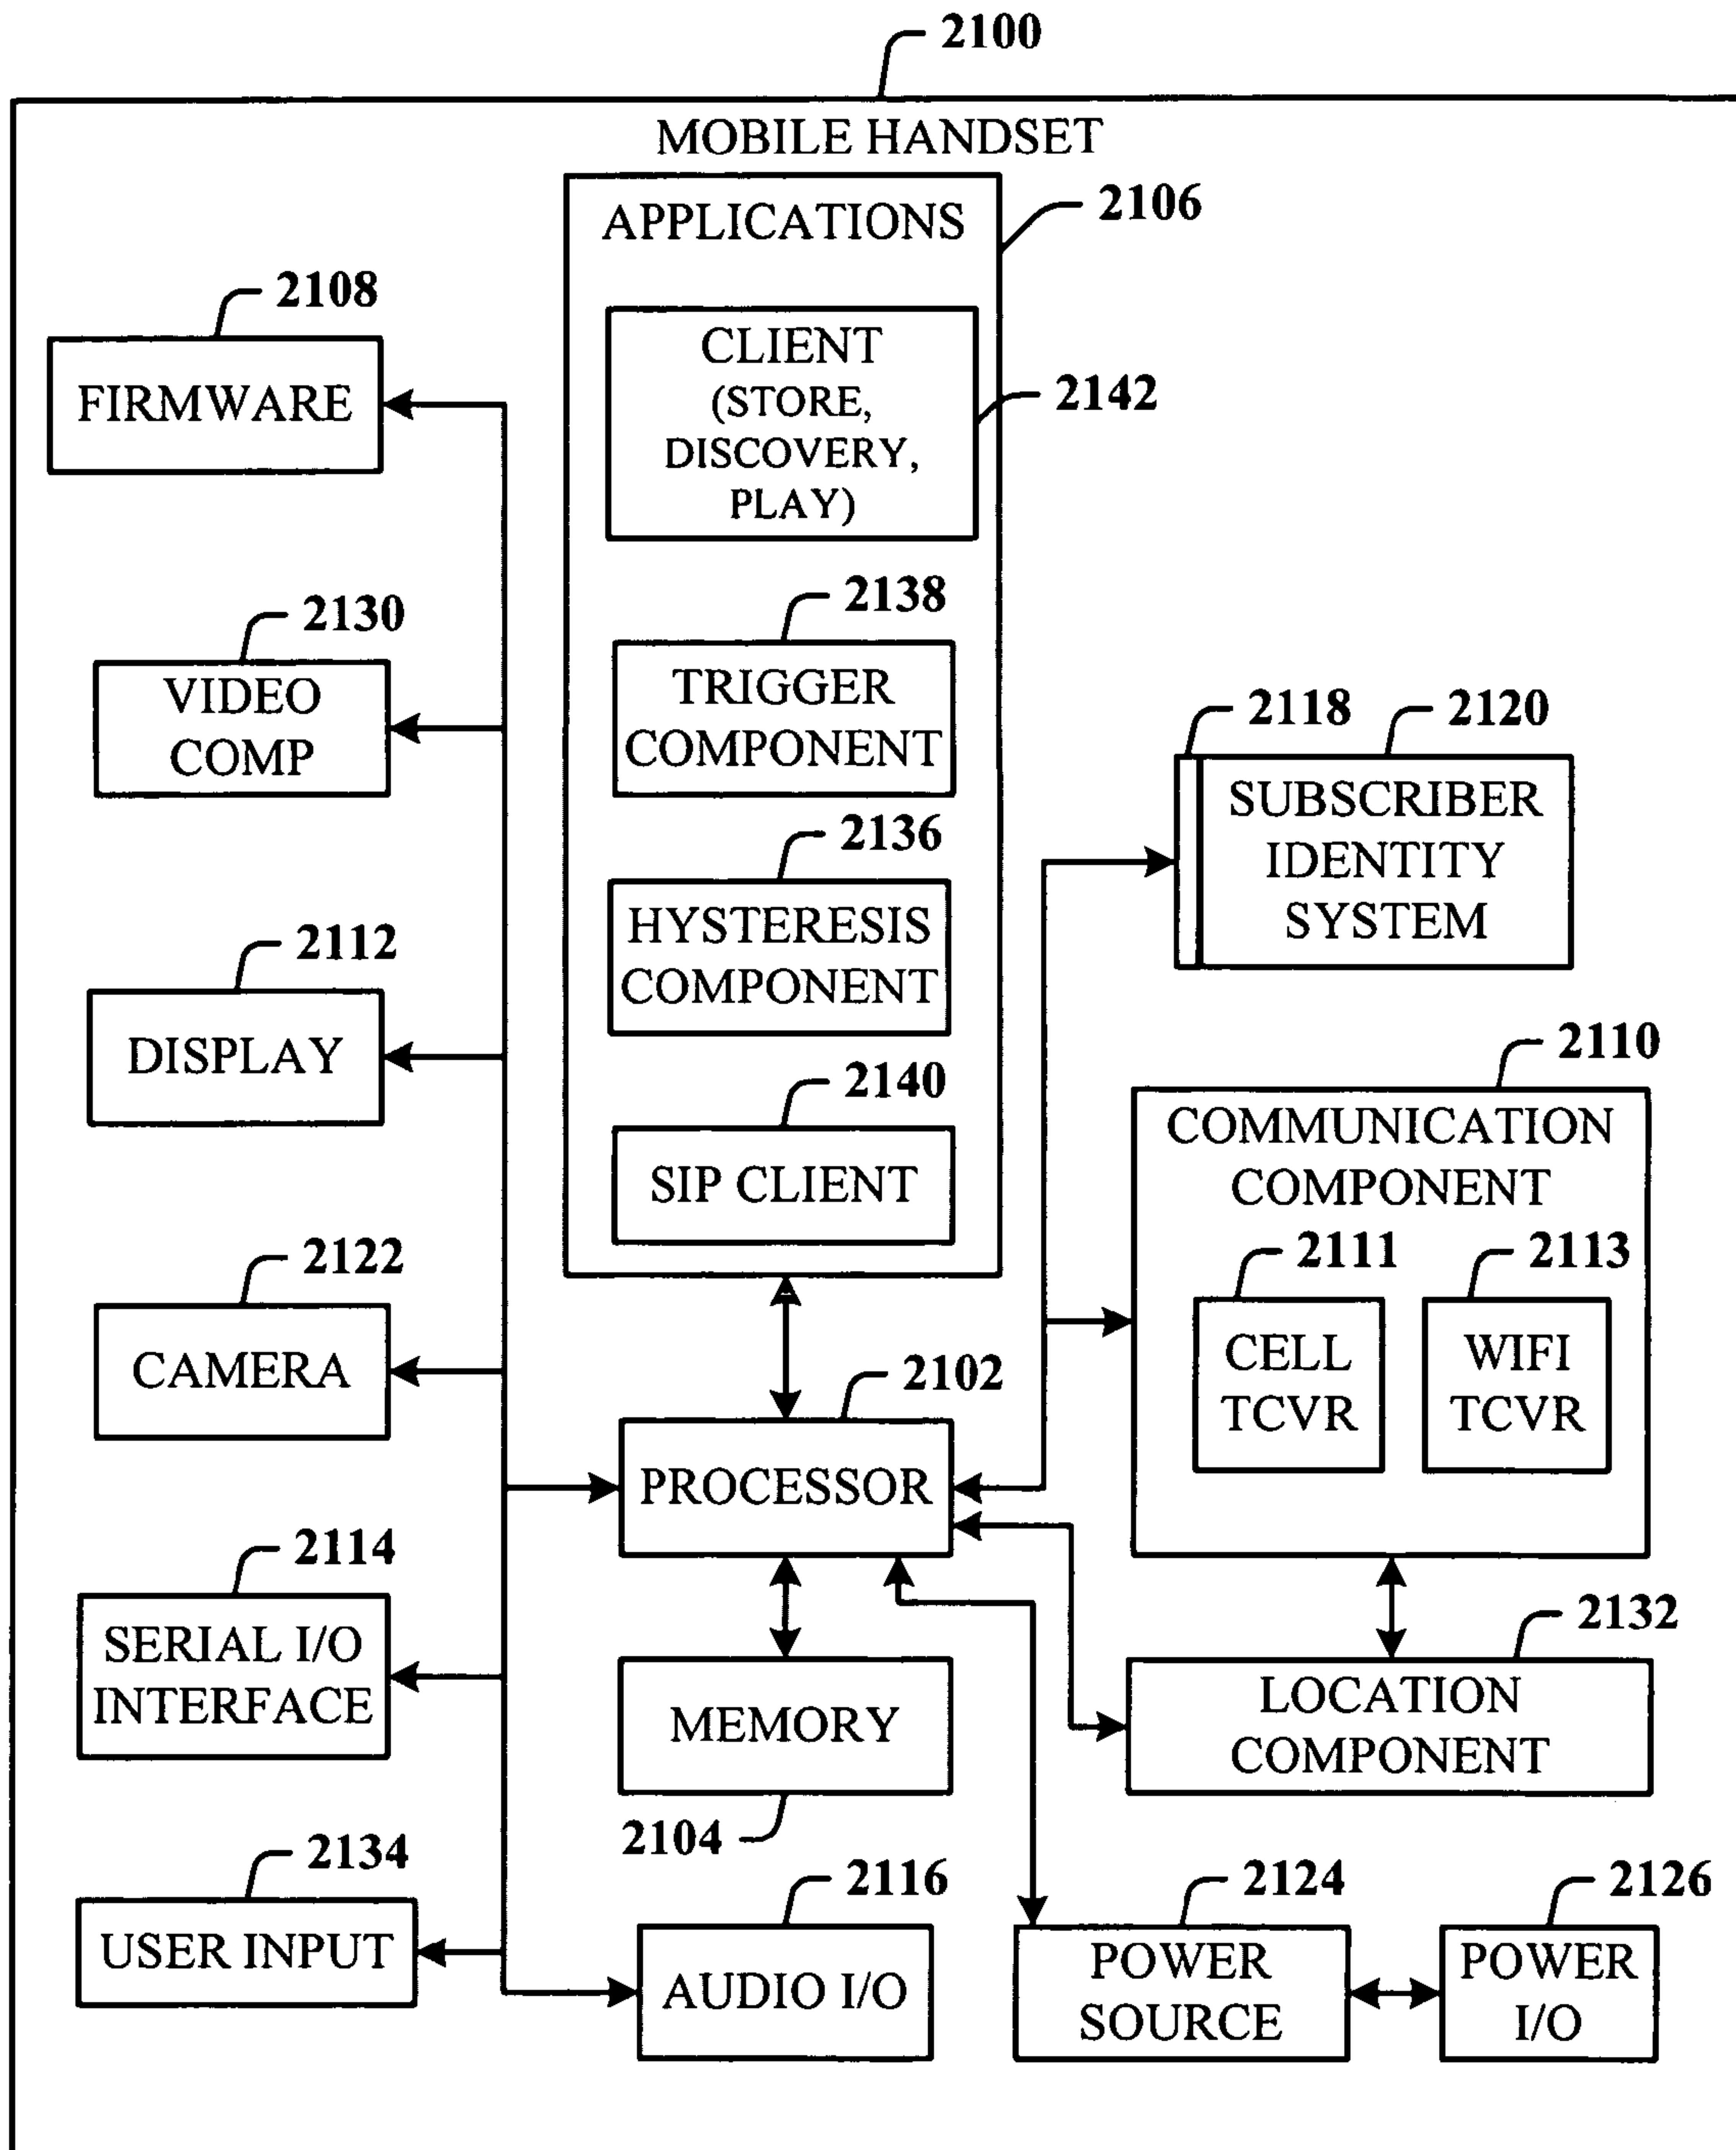 2100
MOBILE HANDSET
2106
APPLICATIONS
CLIENT
(STORE,
DISCOVERY,
PLAY)
2142
2138
TRIGGER
COMPONENT
2136
HYSTERESIS
COMPONENT
2140
SIP CLIENT
2108
FIRMWARE
2130
VIDEO
COMP
2112
DISPLAY
2122
CAMERA
2114
SERIAL I/O
INTERFACE
2134
USER INPUT
2102
PROCESSOR
MEMORY
2104
2116
AUDIO I/O
2118
2120
SUBSCRIBER
IDENTITY
SYSTEM
2110
COMMUNICATION
COMPONENT
2111
CELL
TCVR
2113
WIFI
TCVR
2132
LOCATION
COMPONENT
2124
POWER
SOURCE
2126
POWER
I/O